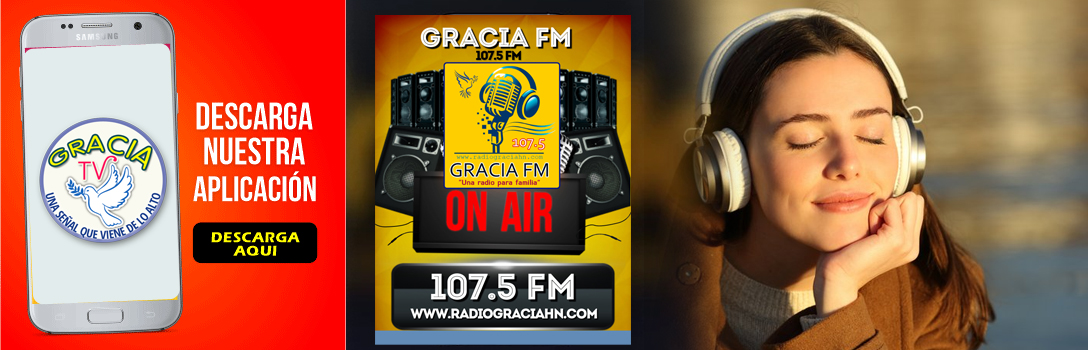 SAMSUNG
GRACIA
TV
UNA SEÑAL QUE VIENE DE LO ALTO
DESCARGA
NUESTRA
APLICACIÓN
DESCARGA
AQUI
GRACIA FM
107.5 FM
107.5
www.radiograciahn.com
GRACIA FM
"Una radio para familia"
ON AIR
107.5 FM
WWW.RADIOGRACIAHN.COM